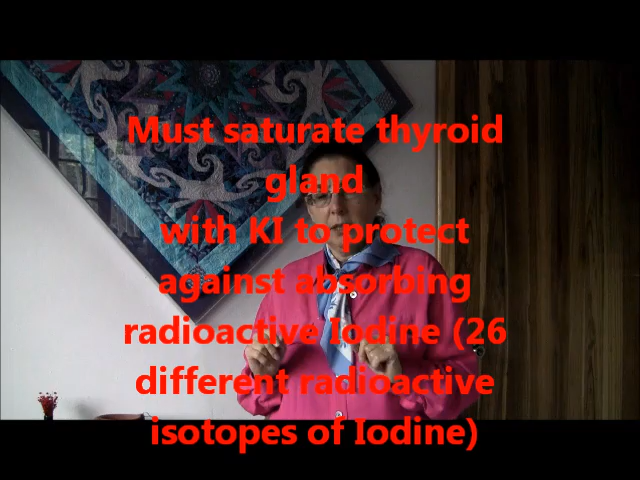 Must saturate thyroid
gland
with KI to protect
against absorbing
radioactive Iodine (26
different radioactive
isotopes of Iodine)